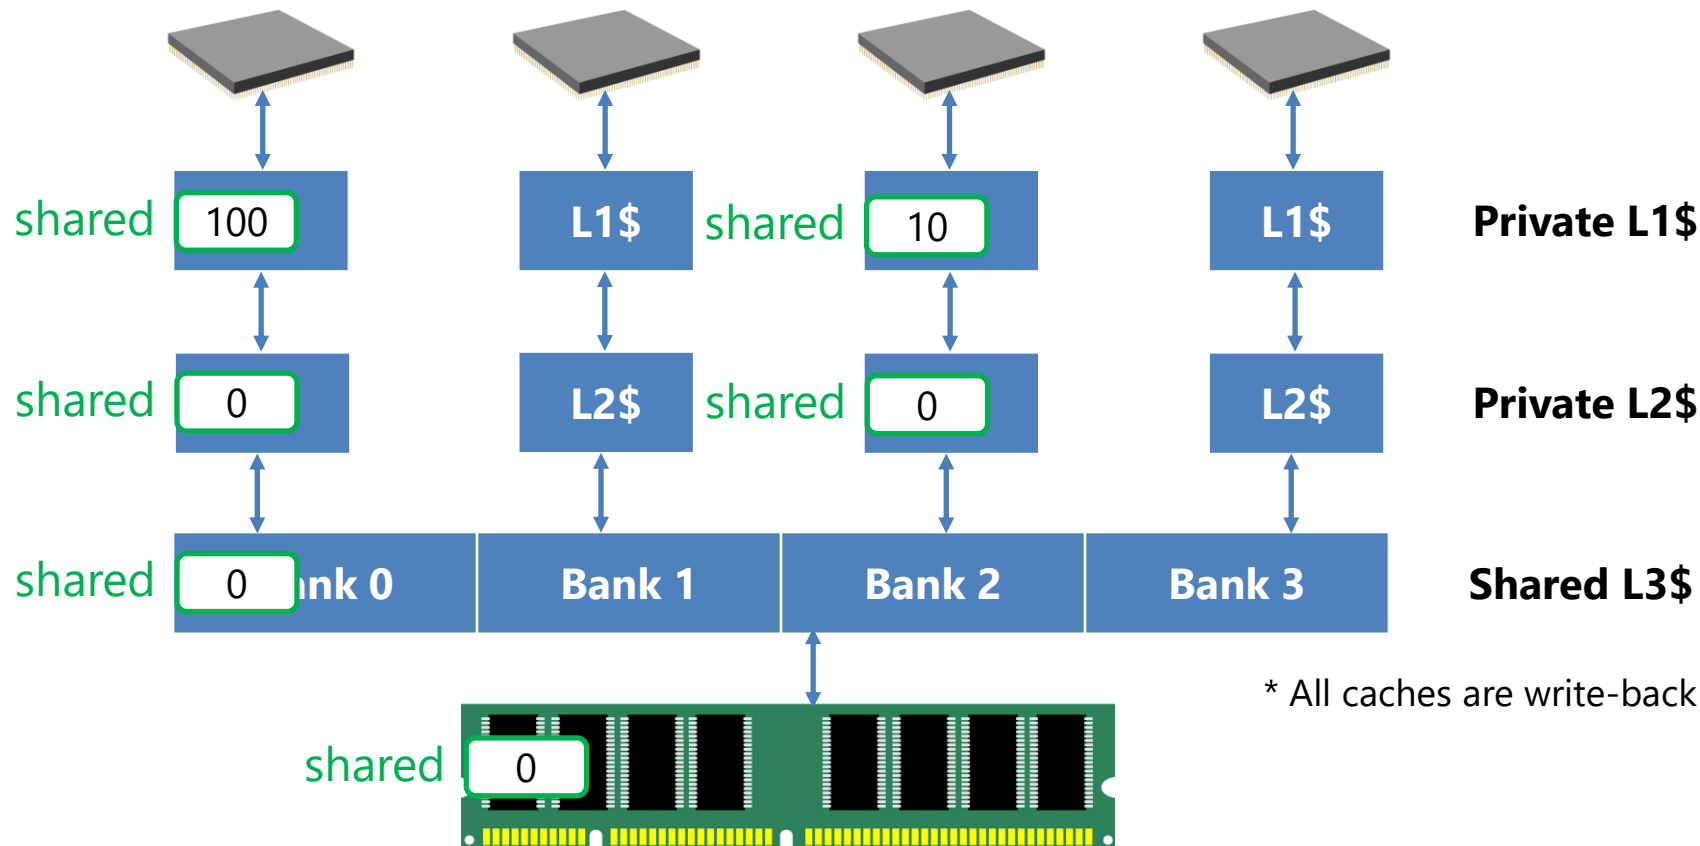 shared 100 L1$ shared 10 L1$ Private L1$
shared 0 L2$ shared 0 L2$ Private L2$
shared 0 ank 0 Bank 1 Bank 2 Bank 3 Shared L3$
* All caches are write-back
shared 0